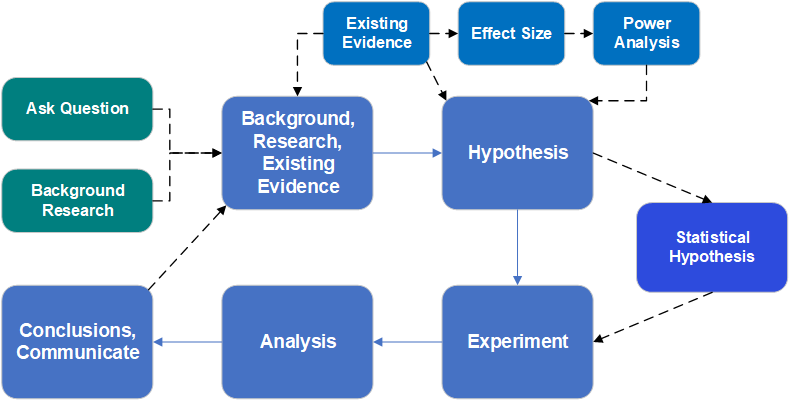 Existing
Evidence
Effect Size
Power
Analysis
Ask Question
Background
Research
Background,
Research,
Existing
Evidence
Hypothesis
Statistical
Hypothesis
Conclusions,
Communicate
Analysis
Experiment